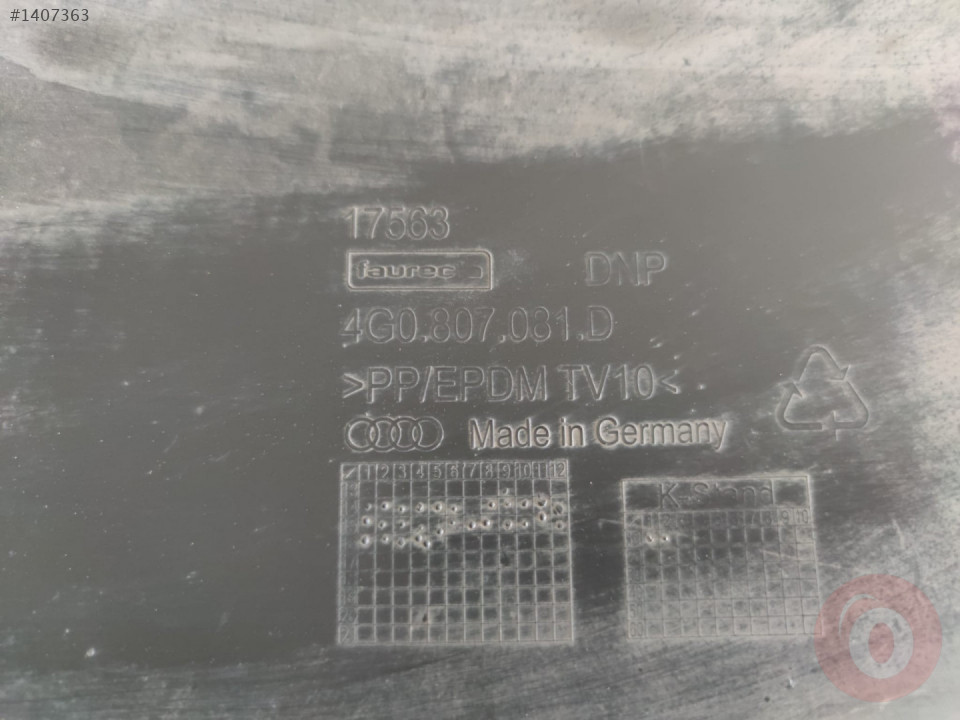 #1407363
17563
faurec
DNP
4G0.807.081.D
>PP/EPDM TV10<
Made in Germany
1 2 3 4 5 6 7 8 9 10 11 12
K-Stand